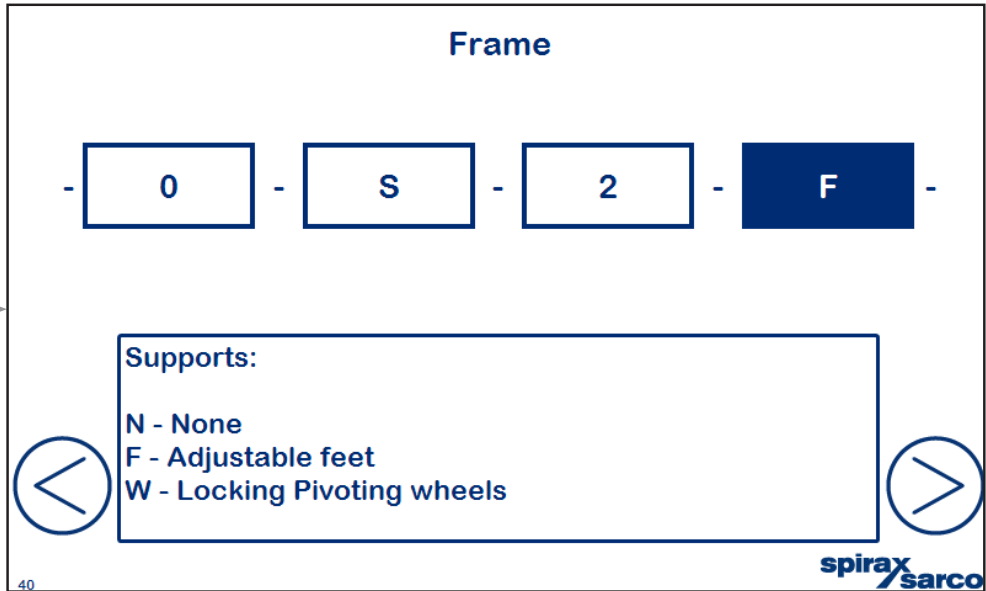 Frame
- 0 - S - 2 - F -
Supports:
N - None
F - Adjustable feet
W - Locking Pivoting wheels
40
spirax
sarco